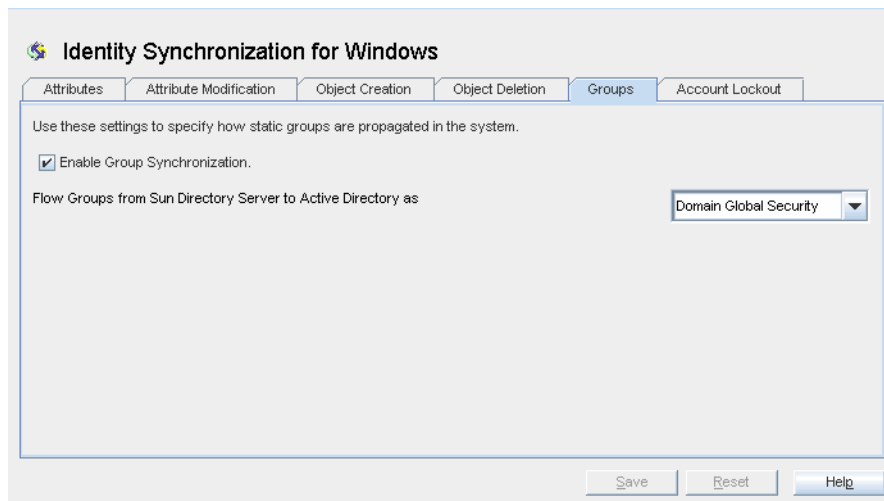 Identity Synchronization for Windows
Attributes Attribute Modification Object Creation Object Deletion Groups Account Lockout
Use these settings to specify how static groups are propagated in the system.
Enable Group Synchronization.
Flow Groups from Sun Directory Server to Active Directory as Domain Global Security
Save Reset Help